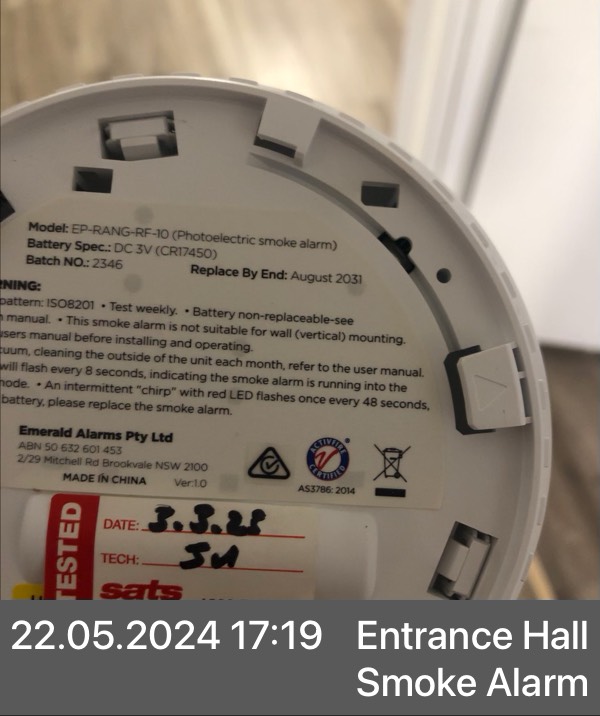 Model: EP-RANG-RF-10 (Photoelectric smoke alarm)
Battery Spec.: DC 3V (CR17450)
Batch NO.: 2346
Replace By End: August 2031
RNING:
pattern: ISO8201 • Test weekly. • Battery non-replaceable-see
manual. • This smoke alarm is not suitable for wall (vertical) mounting.
users manual before installing and operating.
cuum, cleaning the outside of the unit each month, refer to the user manual.
will flash every 8 seconds, indicating the smoke alarm is running into the
mode. • An intermittent "chirp" with red LED flashes once every 48 seconds,
battery, please replace the smoke alarm.
Emerald Alarms Pty Ltd
ABN 50 632 601 453
2/29 Mitchell Rd Brookvale NSW 2100
MADE IN CHINA Ver:1.0
ACTIVFIRE
CERTIFIED
AS3786: 2014
TESTED
DATE:
TECH:
sats
22.05.2024 17:19
Entrance Hall
Smoke Alarm